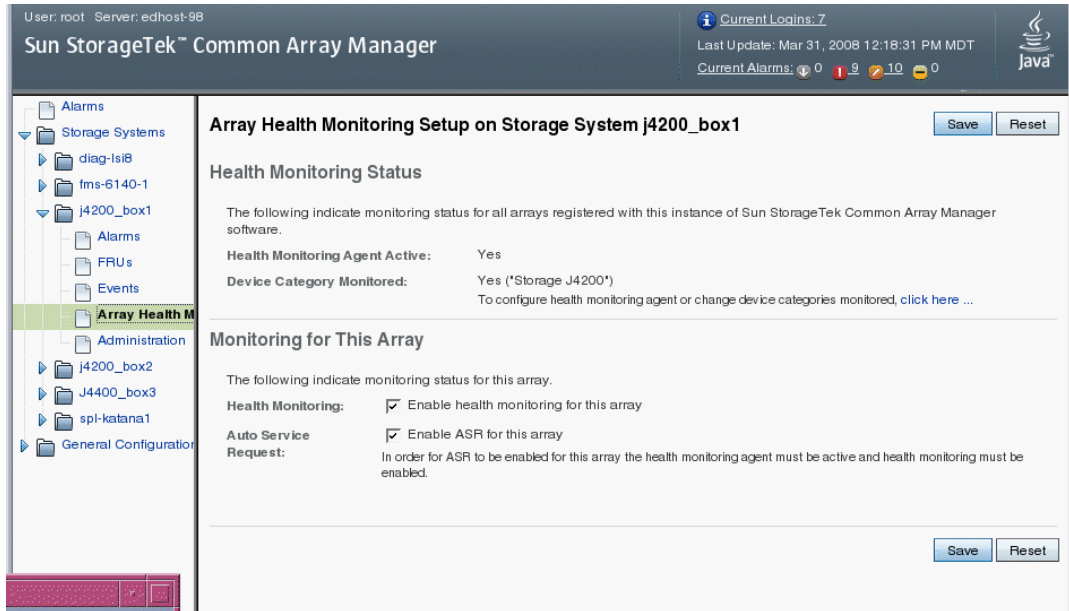 User: root Server: edhost-98
Sun StorageTek™ Common Array Manager
Current Logins: 7
Last Update: Mar 31, 2008 12:18:31 PM MDT
Current Alarms: 0 9 10 0
Java™
Alarms
Storage Systems
diag-lsi8
fms-6140-1
j4200_box1
Alarms
FRUs
Events
Array Health M
Administration
j4200_box2
J4400_box3
spl-katana1
General Configuration
Array Health Monitoring Setup on Storage System j4200_box1
Save Reset
Health Monitoring Status
The following indicate monitoring status for all arrays registered with this instance of Sun StorageTek Common Array Manager
software.
Health Monitoring Agent Active: Yes
Device Category Monitored: Yes ("Storage J4200")
To configure health monitoring agent or change device categories monitored, click here ...
Monitoring for This Array
The following indicate monitoring status for this array.
Health Monitoring: Enable health monitoring for this array
Auto Service Enable ASR for this array
Request:
In order for ASR to be enabled for this array the health monitoring agent must be active and health monitoring must be
enabled.
Save Reset